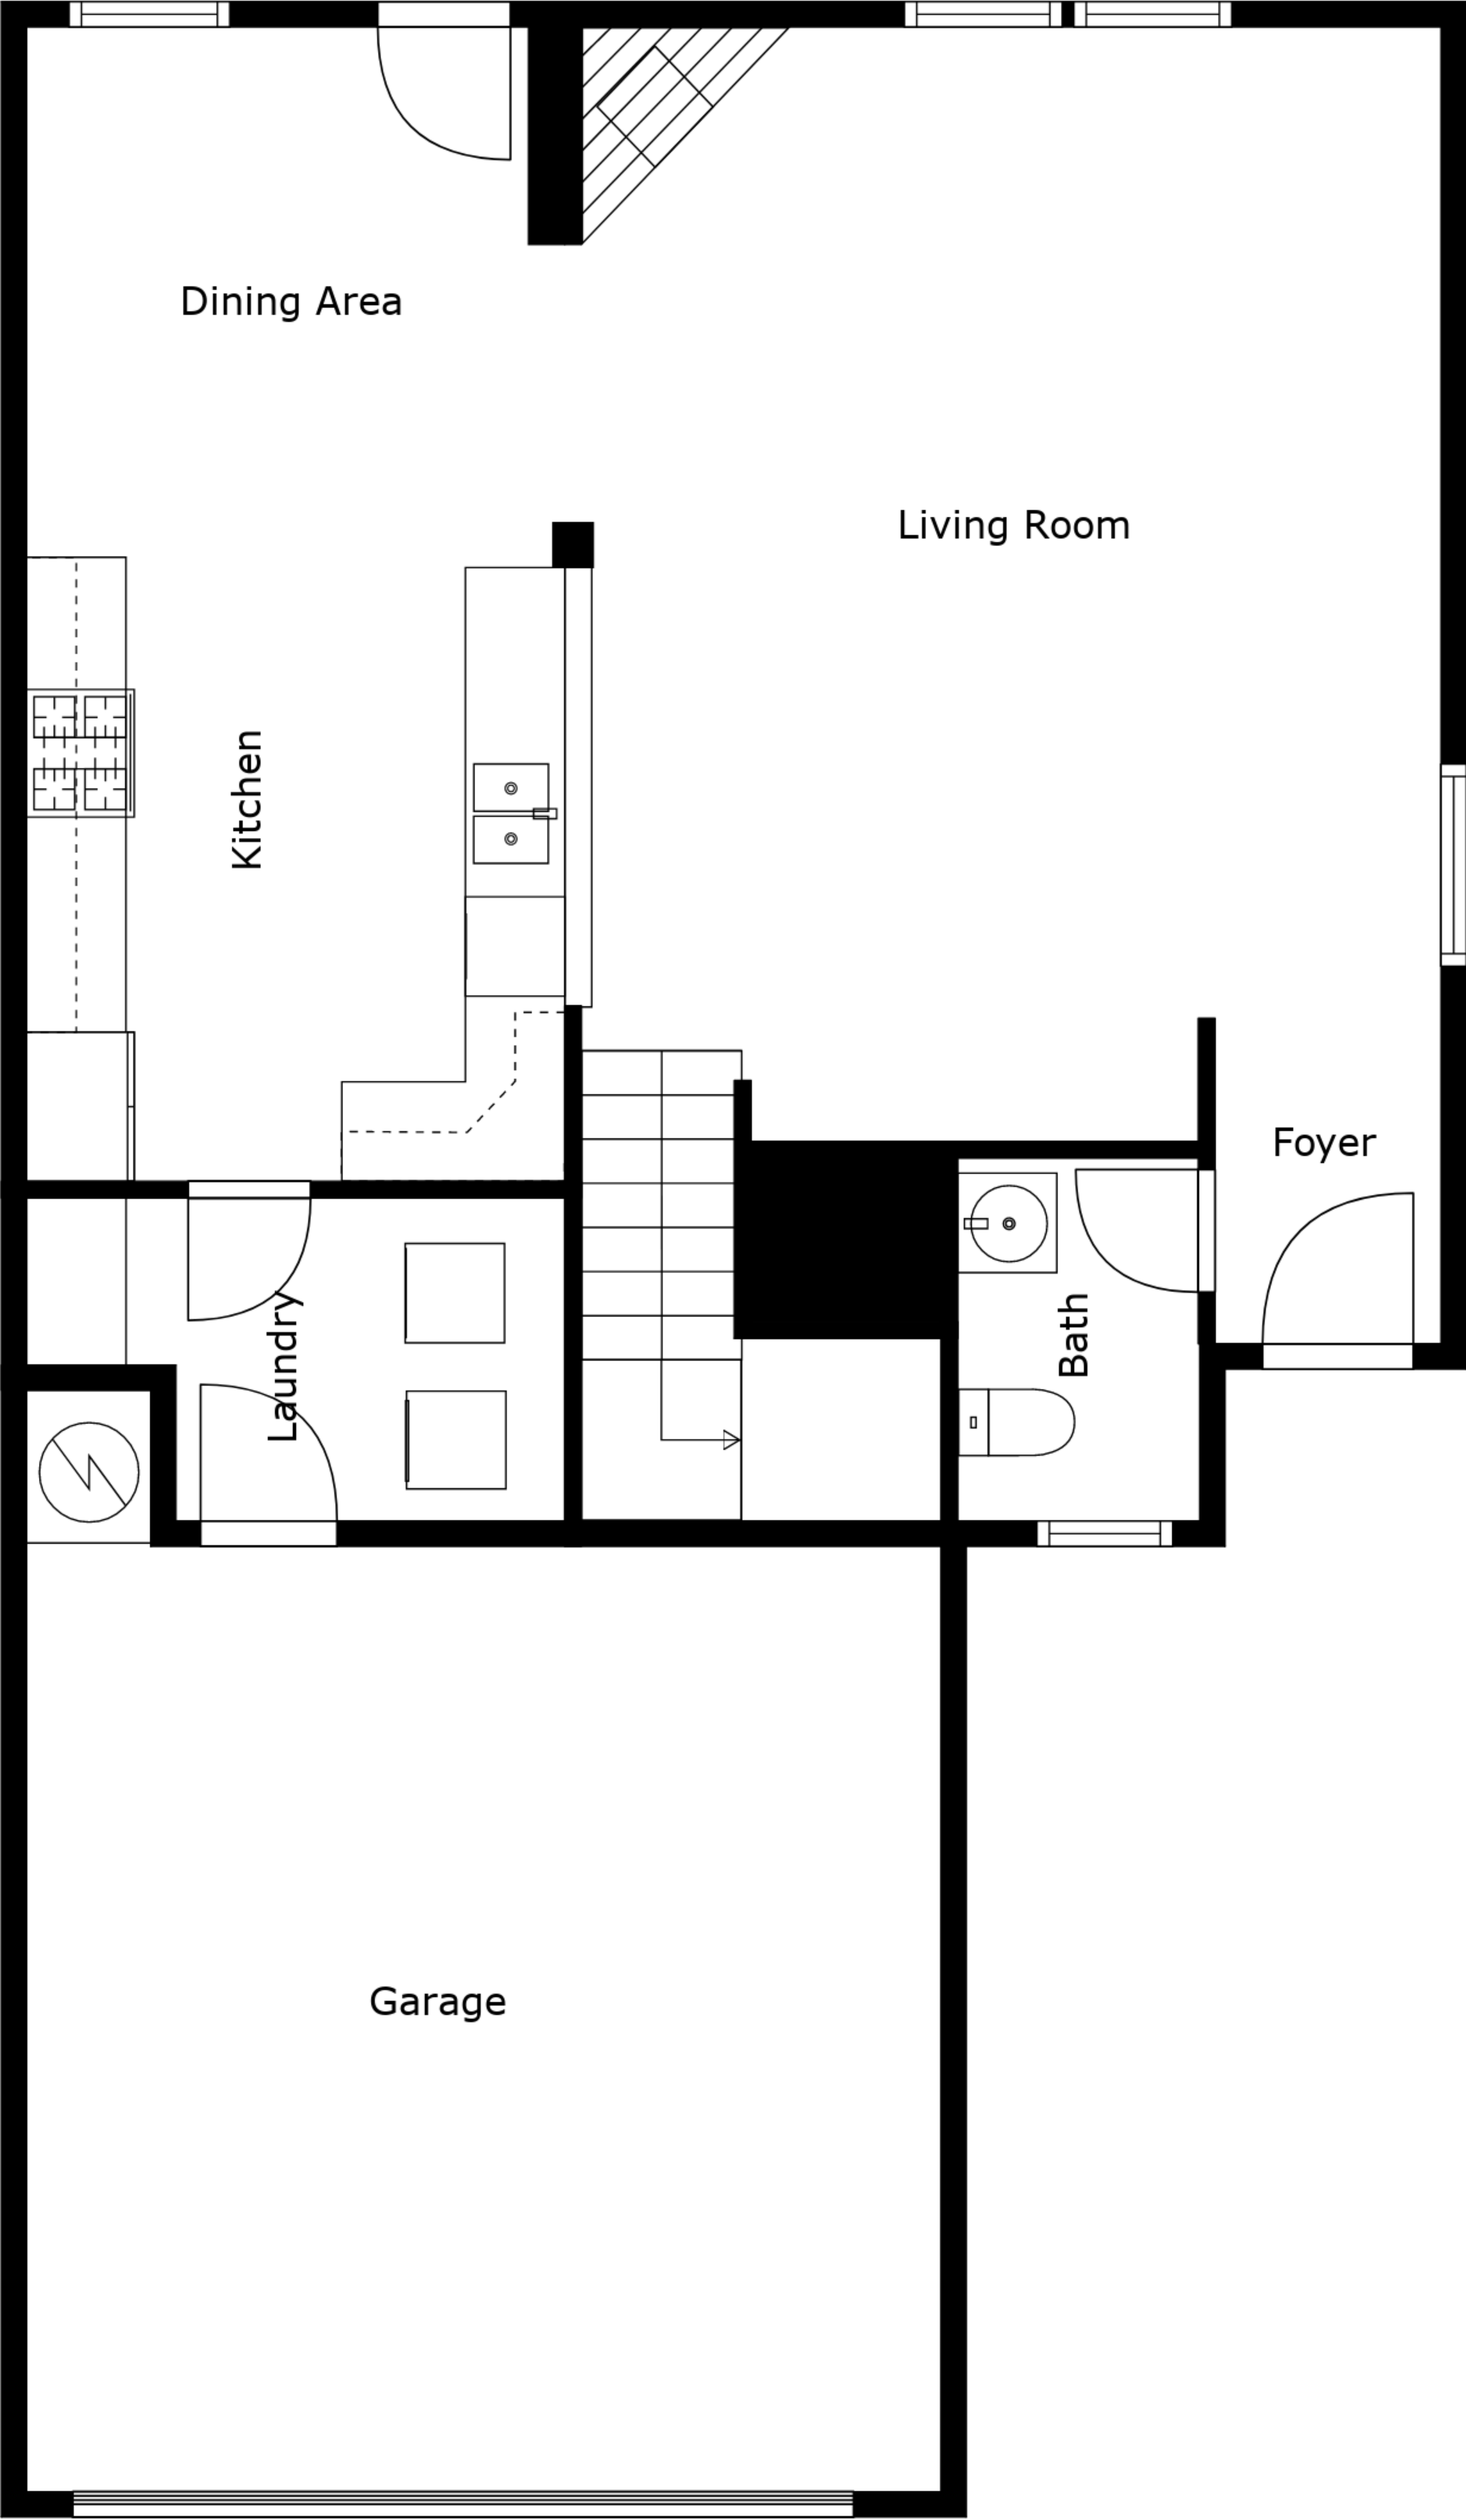 Dining Area
Living Room
Kitchen
Foyer
Laundry
Bath
Garage